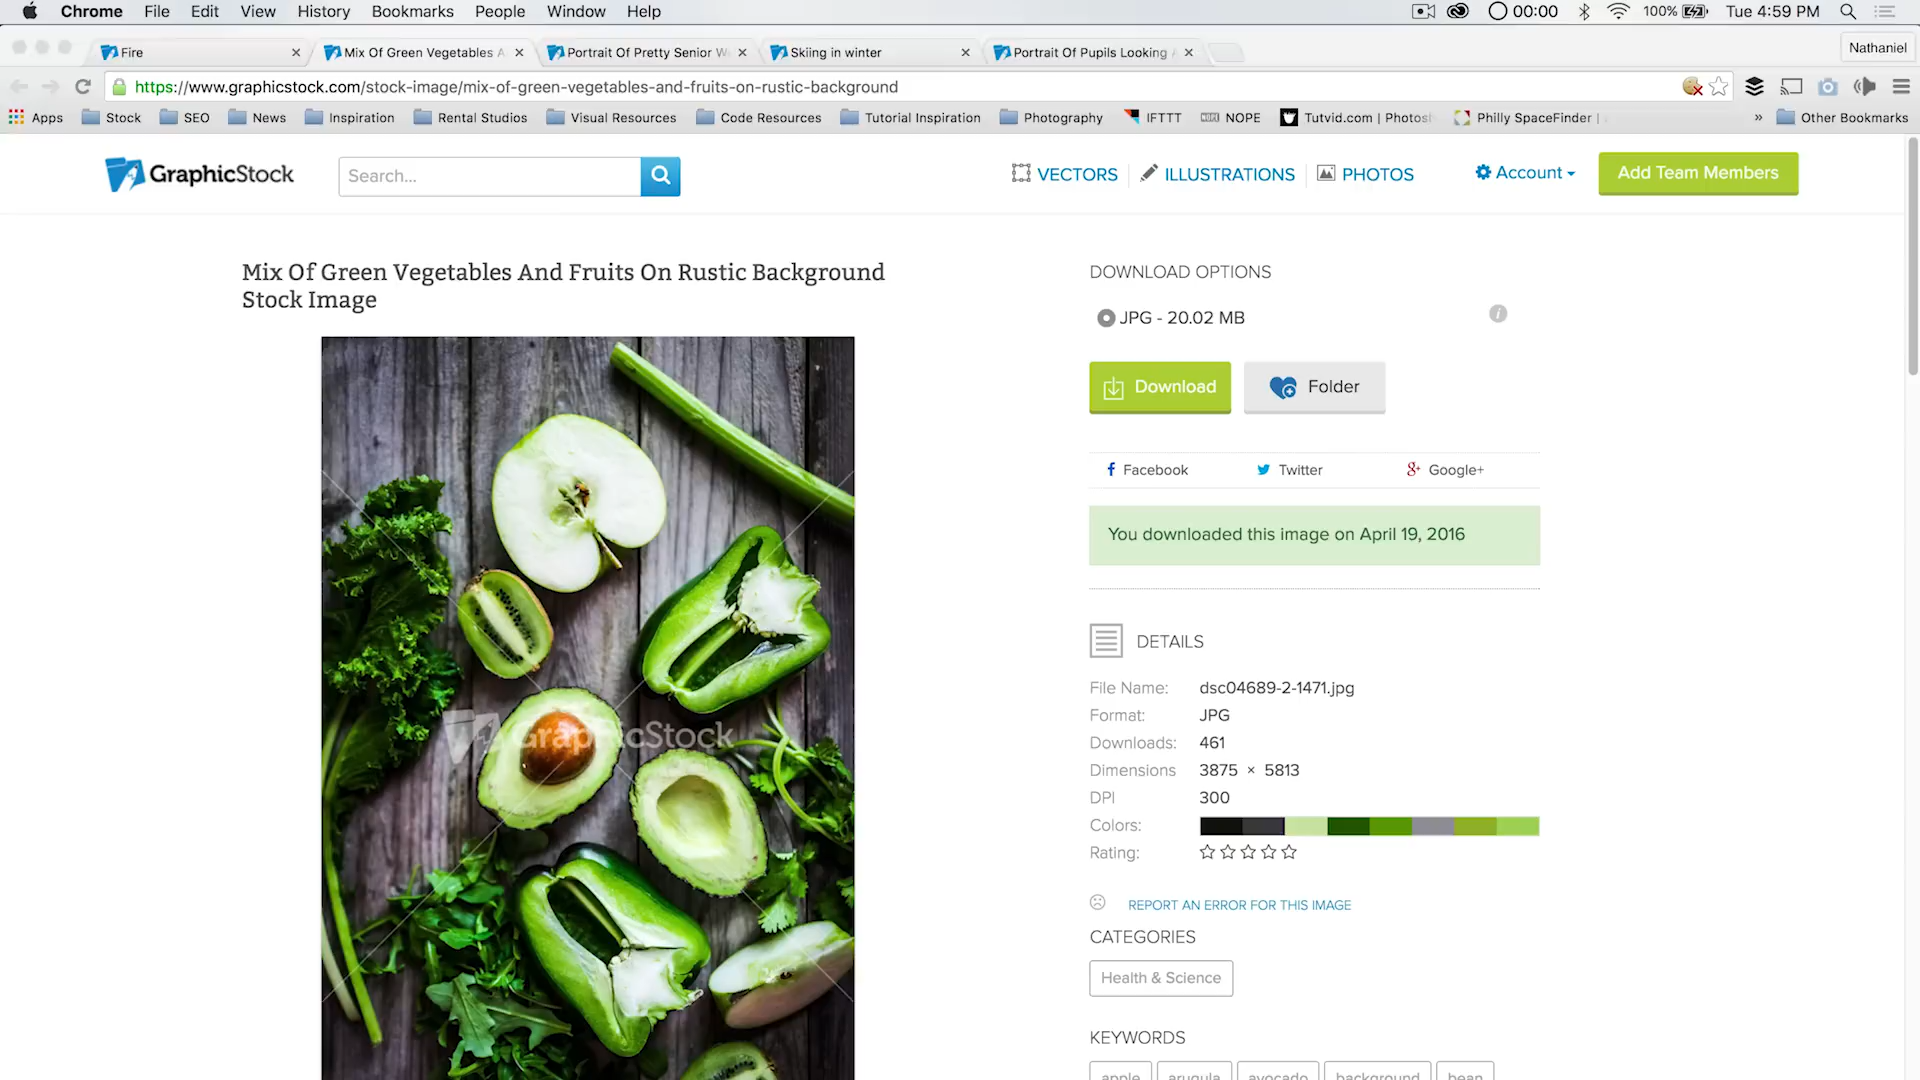 Chrome File Edit View History Bookmarks People Window Help 00:00 100% Tue 4:59 PM
Fire Mix Of Green Vegetables Portrait Of Pretty Senior Skiing in winter Portrait Of Pupils Looking Nathaniel
https://www.graphicstock.com/stock-image/mix-of-green-vegetables-and-fruits-on-rustic-background
Apps Stock SEO News Inspiration Rental Studios Visual Resources Code Resources Tutorial Inspiration Photography IFTTT NOPE Tutvid.com | Photos Philly SpaceFinder | » Other Bookmarks
GraphicStock Search... VECTORS ILLUSTRATIONS PHOTOS Account Add Team Members
Mix Of Green Vegetables And Fruits On Rustic Background
Stock Image
GraphicStock
DOWNLOAD OPTIONS
JPG - 20.02 MB
Download Folder
Facebook Twitter Google+
You downloaded this image on April 19, 2016
DETAILS
File Name: dsc04689-2-1471.jpg
Format: JPG
Downloads: 461
Dimensions 3875 × 5813
DPI 300
Colors:
Rating:
REPORT AN ERROR FOR THIS IMAGE
CATEGORIES
Health & Science
KEYWORDS
apple arugula avocado background bean